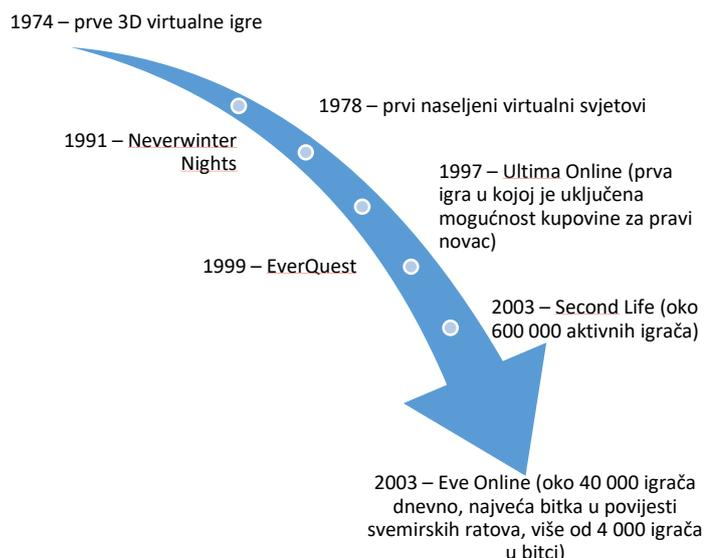 1974 – prve 3D virtualne igre
1978 – prvi naseljeni virtualni svjetovi
1991 – Neverwinter
Nights
1997 – Ultima Online (prva
igra u kojoj je uključena
mogućnost kupovine za pravi
novac)
1999 – EverQuest
2003 – Second Life (oko
600 000 aktivnih igrača)
2003 – Eve Online (oko 40 000 igrača
dnevno, najveća bitka u povijesti
svemirskih ratova, više od 4 000 igrača
u bitci)